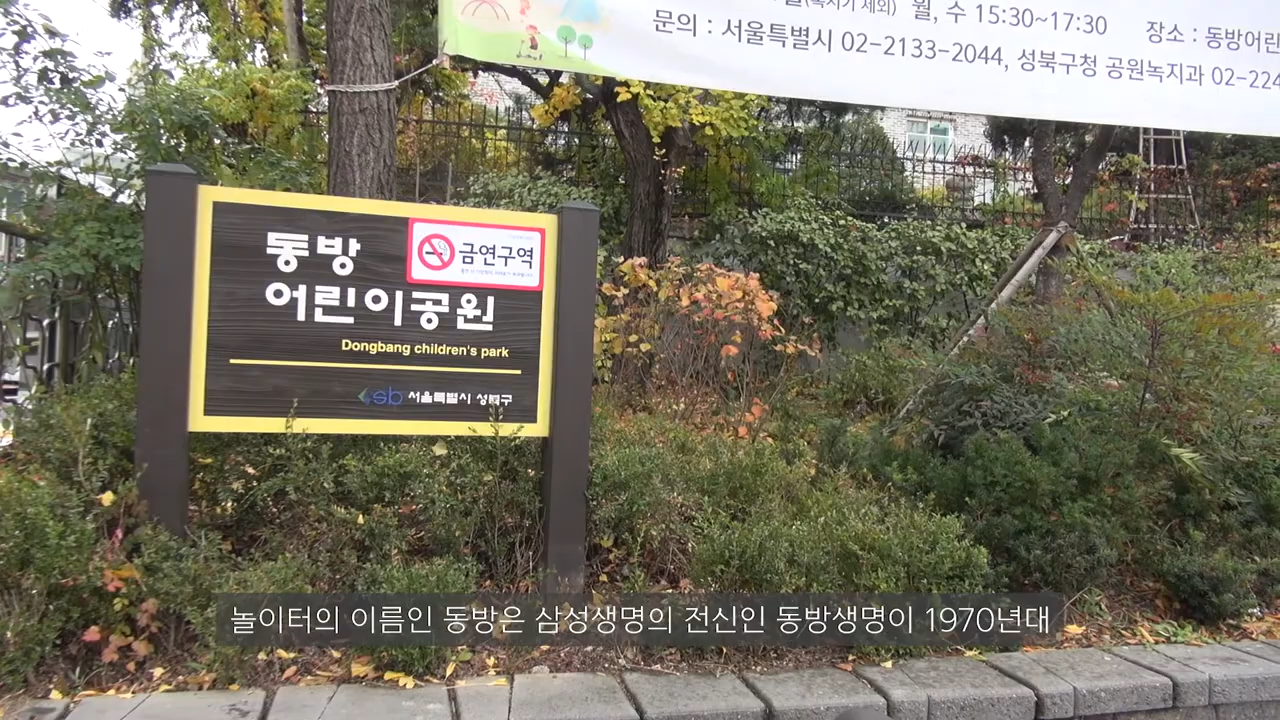 월, 수 15:30~17:30 장소 : 동방어린
문의 : 서울특별시 02-2133-2044, 성북구청 공원녹지과 02-224
동방
금연구역
어린이공원
Dongbang children's park
sb 서울특별시 성북구
놀이터의 이름인 동방은 삼성생명의 전신인 동방생명이 1970년대